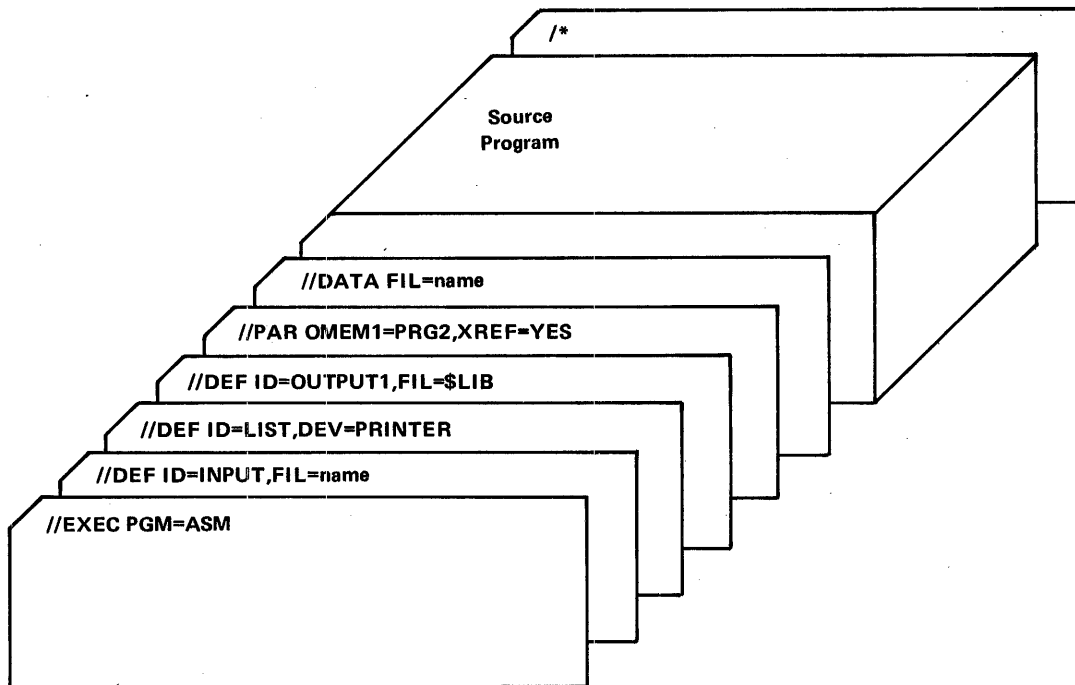 /*
Source
Program
//DATA FIL=name
//PAR OMEM1=PRG2,XREF=YES
//DEF ID=OUTPUT1,FIL=$LIB
//DEF ID=LIST,DEV=PRINTER
//DEF ID=INPUT,FIL=name
//EXEC PGM=ASM